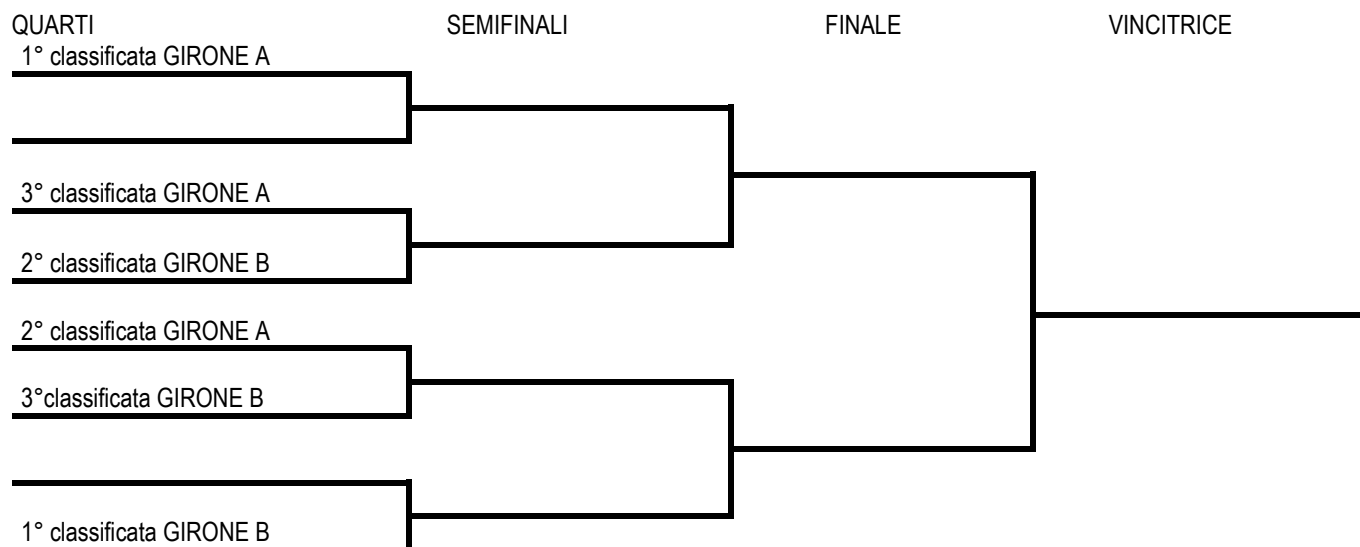 QUARTI SEMIFINALI FINALE VINCITRICE
1° classificata GIRONE A
3° classificata GIRONE A
2° classificata GIRONE B
2° classificata GIRONE A
3°classificata GIRONE B
1° classificata GIRONE B